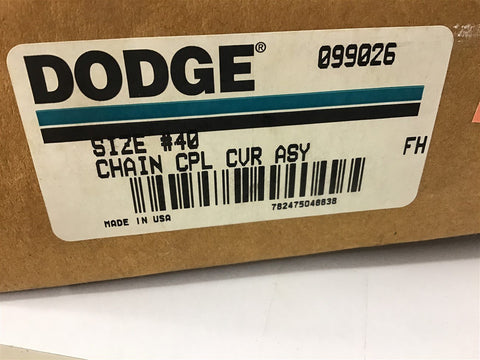 DODGE® 099026
SIZE #40
CHAIN CPL CVR ASY FH
MADE IN USA 782475048838